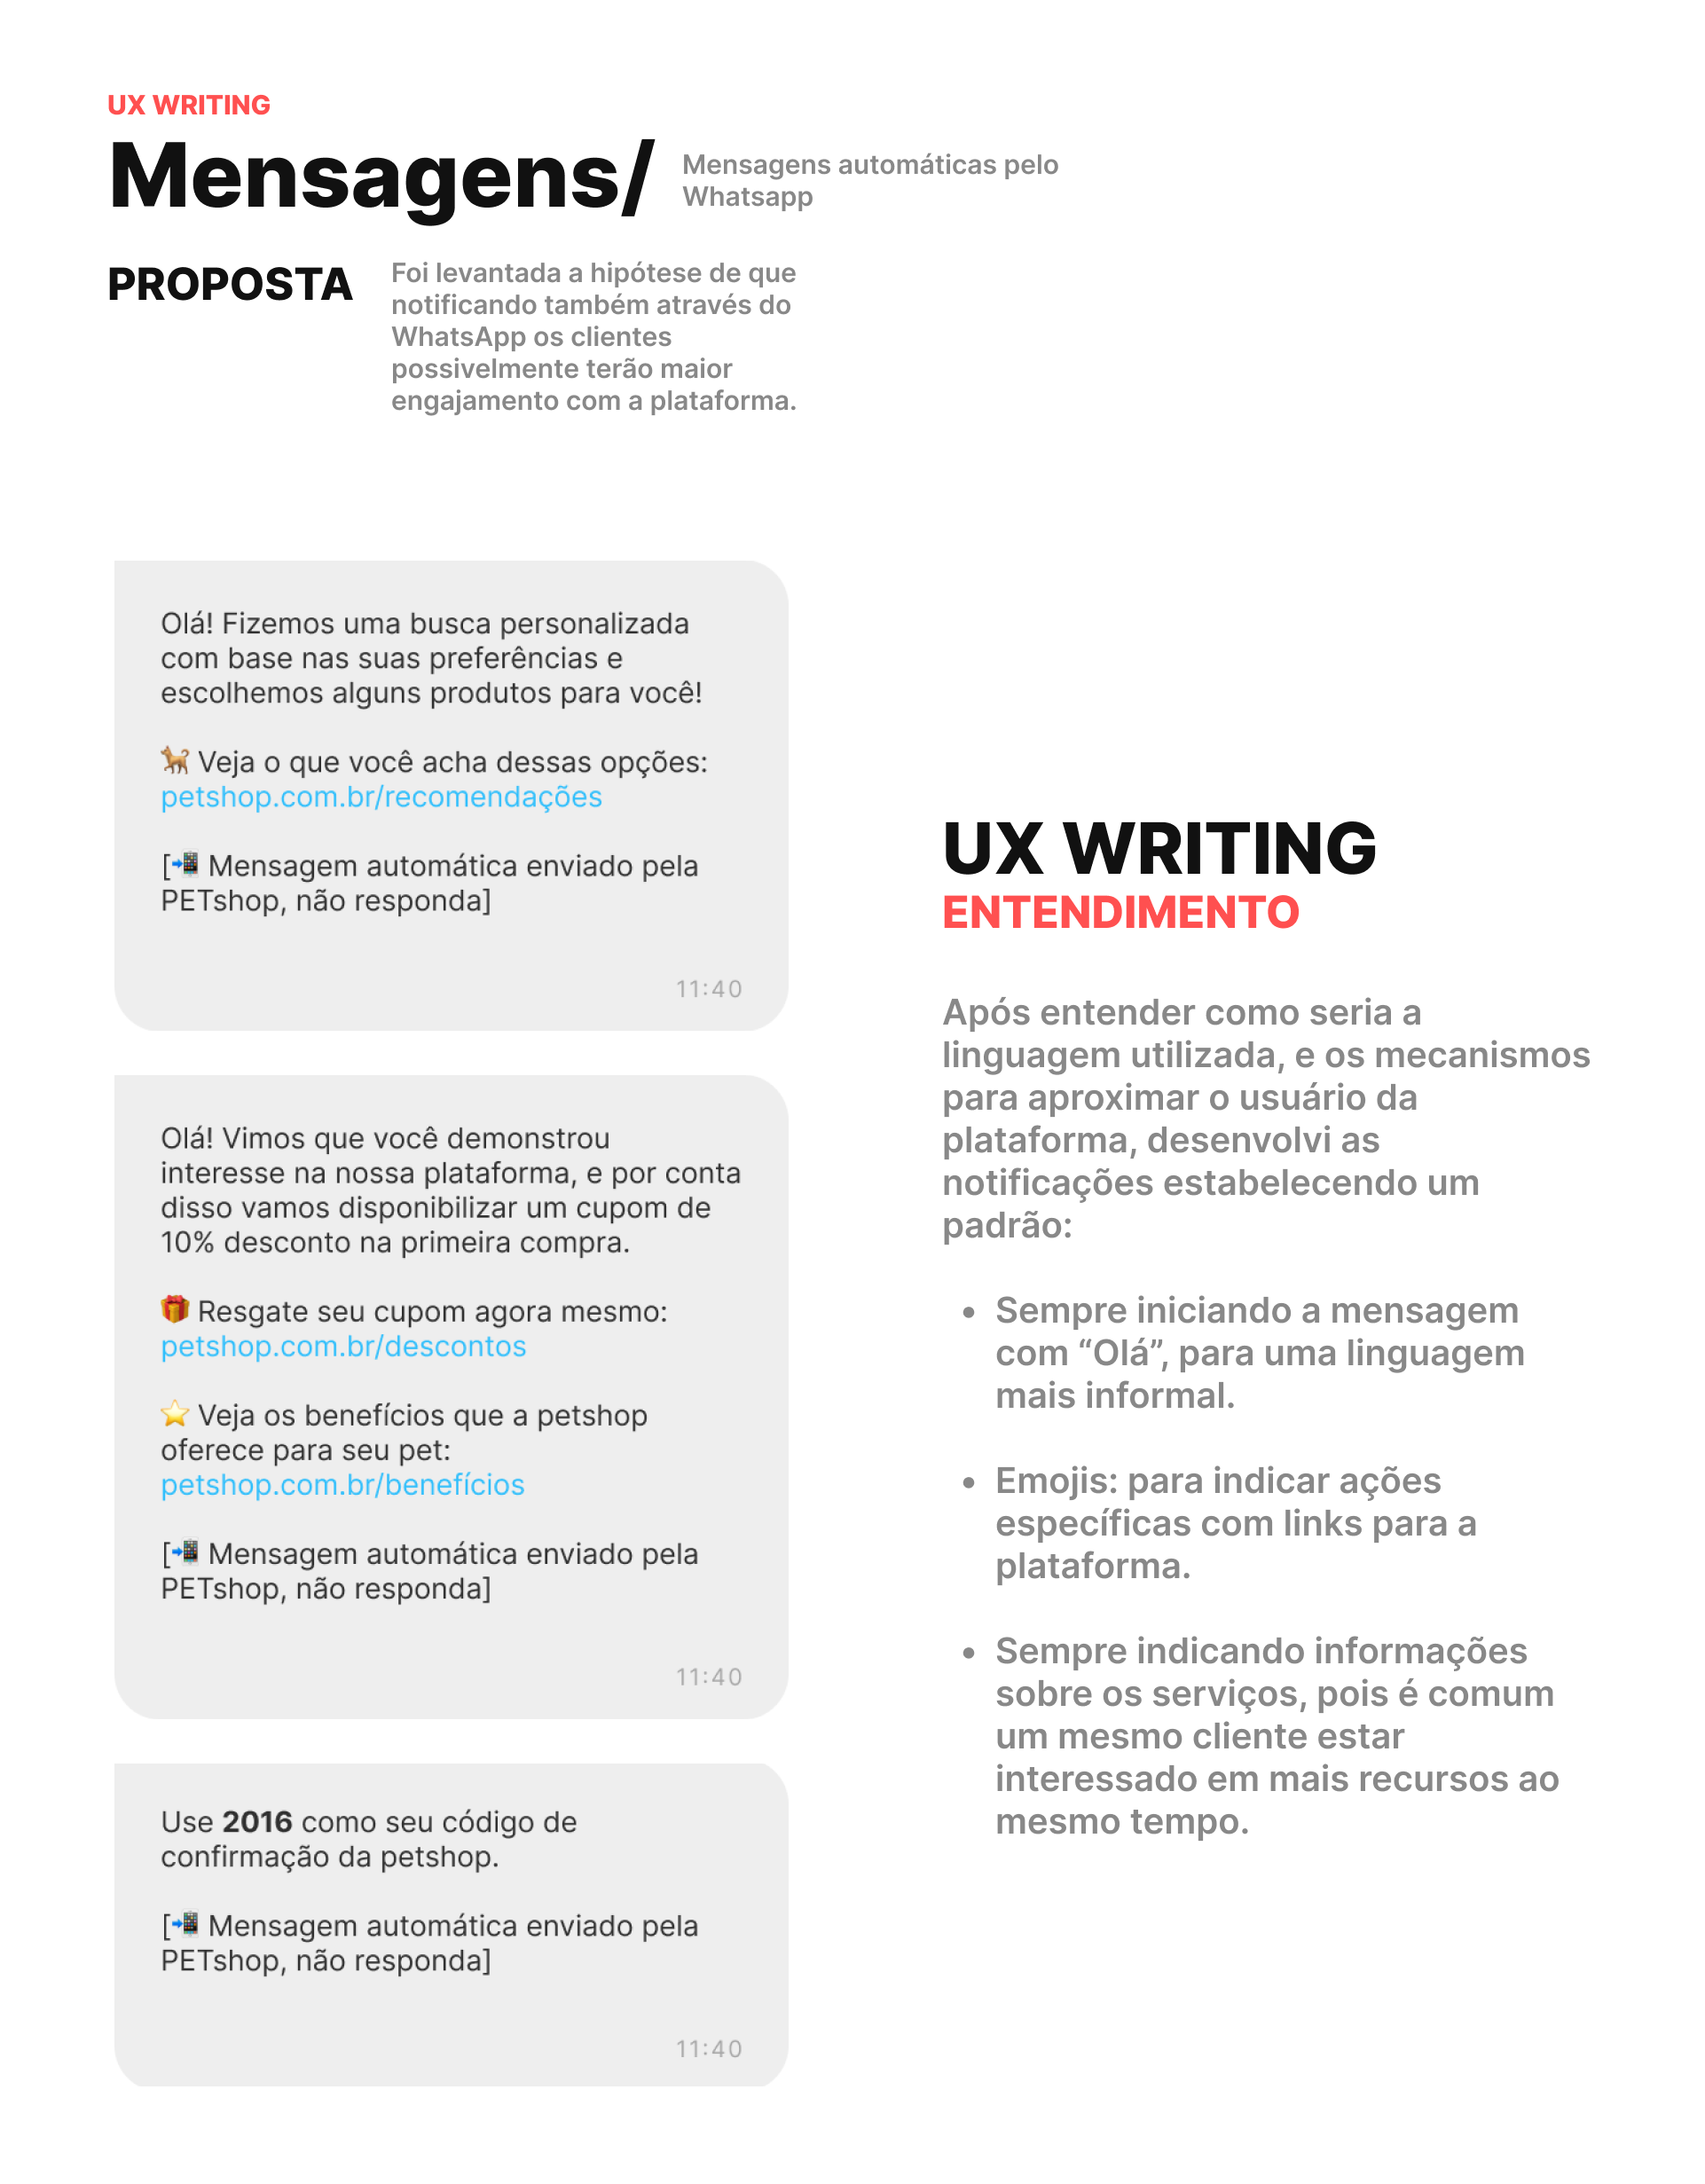 UX WRITING
Mensagens/
Mensagens automáticas pelo
Whatsapp
PROPOSTA
Foi levantada a hipótese de que
notificando também através do
WhatsApp os clientes
possivelmente terão maior
engajamento com a plataforma.
Olá! Fizemos uma busca personalizada
com base nas suas preferências e
escolhemos alguns produtos para você!
🐕 Veja o que você acha dessas opções:
petshop.com.br/recomendações
[📲 Mensagem automática enviado pela
PETshop, não responda]
11:40
Olá! Vimos que você demonstrou
interesse na nossa plataforma, e por conta
disso vamos disponibilizar um cupom de
10% desconto na primeira compra.
🎁 Resgate seu cupom agora mesmo:
petshop.com.br/descontos
⭐ Veja os benefícios que a petshop
oferece para seu pet:
petshop.com.br/benefícios
[📲 Mensagem automática enviado pela
PETshop, não responda]
11:40
Use 2016 como seu código de
confirmação da petshop.
[📲 Mensagem automática enviado pela
PETshop, não responda]
11:40
UX WRITING
ENTENDIMENTO
Após entender como seria a
linguagem utilizada, e os mecanismos
para aproximar o usuário da
plataforma, desenvolvi as
notificações estabelecendo um
padrão:
• Sempre iniciando a mensagem
com “Olá”, para uma linguagem
mais informal.
• Emojis: para indicar ações
específicas com links para a
plataforma.
• Sempre indicando informações
sobre os serviços, pois é comum
um mesmo cliente estar
interessado em mais recursos ao
mesmo tempo.